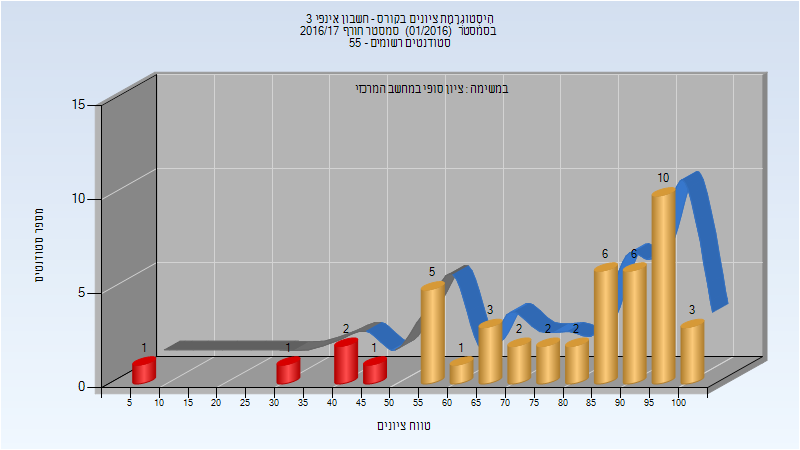 היסטוגרמת ציונים בקורס - חשבון אינפי 3
בסמסטר (01/2016) סמסטר חורף 2016/17
סטודנטים רשומים - 55
במשימה : ציון סופי במחשב המרכזי
מספר סטודנטים
15
10
5
0
1
1
2
1
5
1
3
2
2
2
6
6
10
3
5 10 15 20 25 30 35 40 45 50 55 60 65 70 75 80 85 90 95 100
טווח ציונים